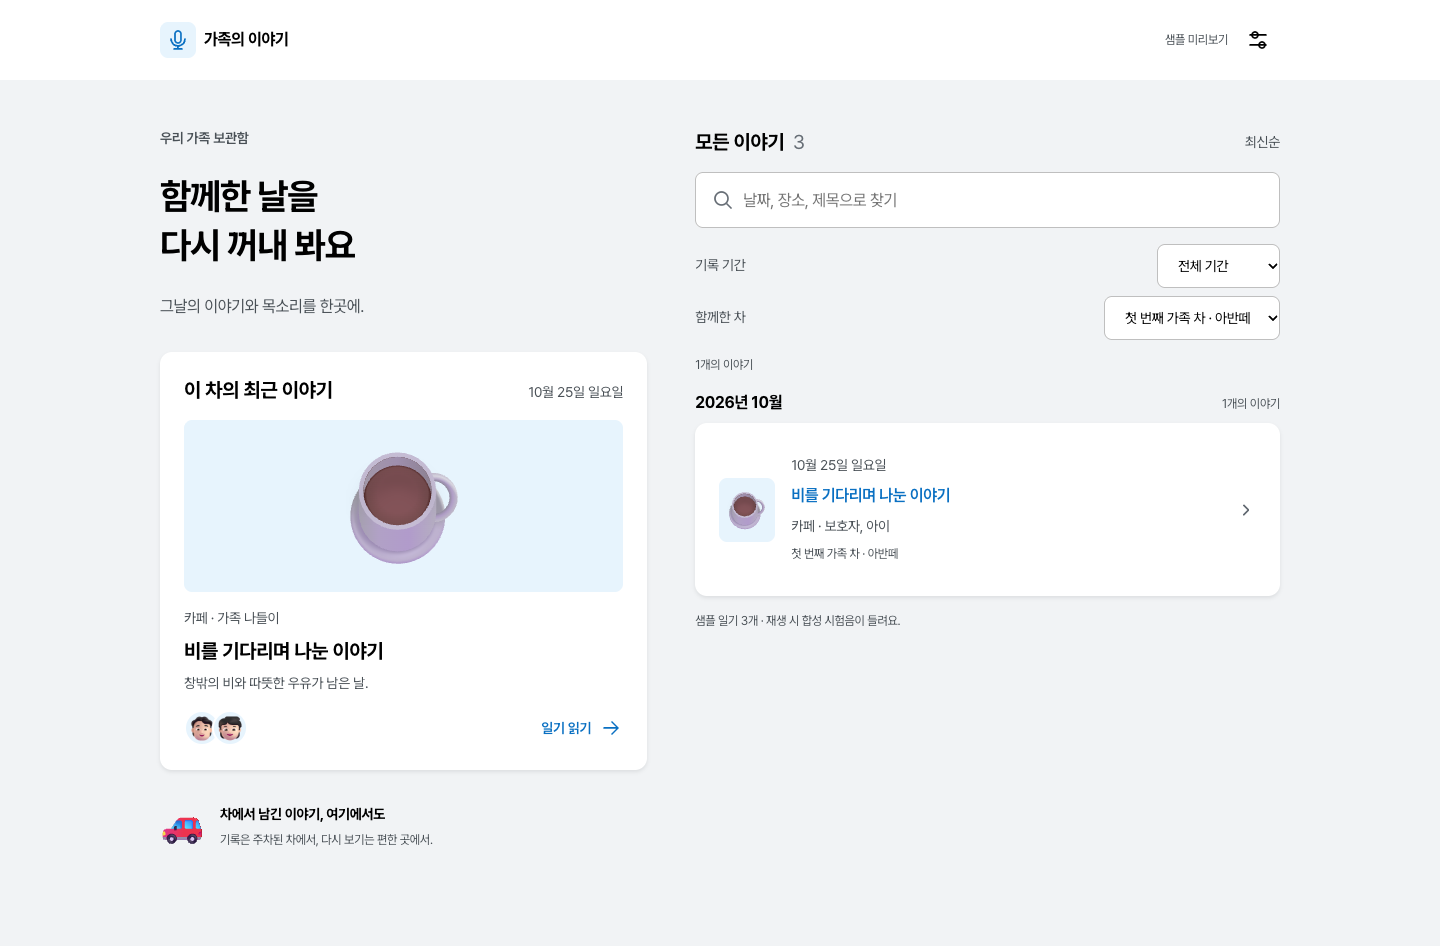 가족의 이야기
샘플 미리보기
우리 가족 보관함
함께한 날을
다시 꺼내 봐요
그날의 이야기와 목소리를 한곳에.
이 차의 최근 이야기
10월 25일 일요일
카페 · 가족 나들이
비를 기다리며 나눈 이야기
창밖의 비와 따뜻한 우유가 남은 날.
일기 읽기
차에서 남긴 이야기, 여기에서도
기록은 주차된 차에서, 다시 보기는 편한 곳에서.
모든 이야기 3
최신순
날짜, 장소, 제목으로 찾기
기록 기간
전체 기간
함께한 차
첫 번째 가족 차 · 아반떼
1개의 이야기
2026년 10월
1개의 이야기
10월 25일 일요일
비를 기다리며 나눈 이야기
카페 · 보호자, 아이
첫 번째 가족 차 · 아반떼
샘플 일기 3개 · 재생 시 합성 시험음이 들려요.